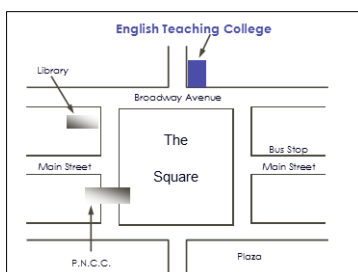 English Teaching College
Library
Broadway Avenue
The
Square
Bus Stop
Main Street
Main Street
P.N.C.C.
Plaza